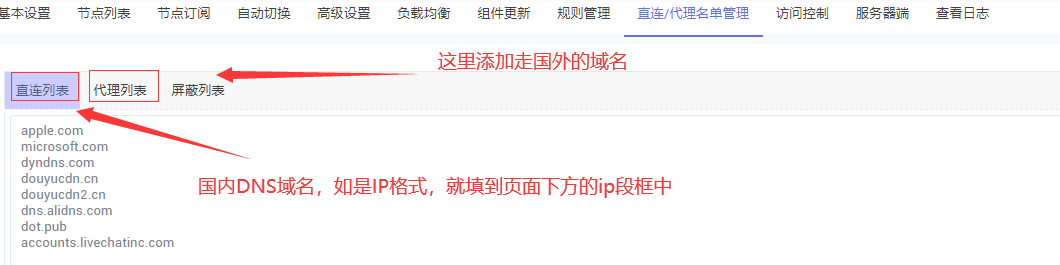 基本设置 节点列表 节点订阅 自动切换 高级设置 负载均衡 组件更新 规则管理 直连/代理名单管理 访问控制 服务器端 查看日志
这里添加走国外的域名
直连列表 代理列表 屏蔽列表
apple.com
microsoft.com
dyndns.com
douyucdn.cn
国内DNS域名，如是IP格式，就填到页面下方的ip段框中
douyucdn2.cn
dns.alidns.com
dot.pub
accounts.livechatinc.com